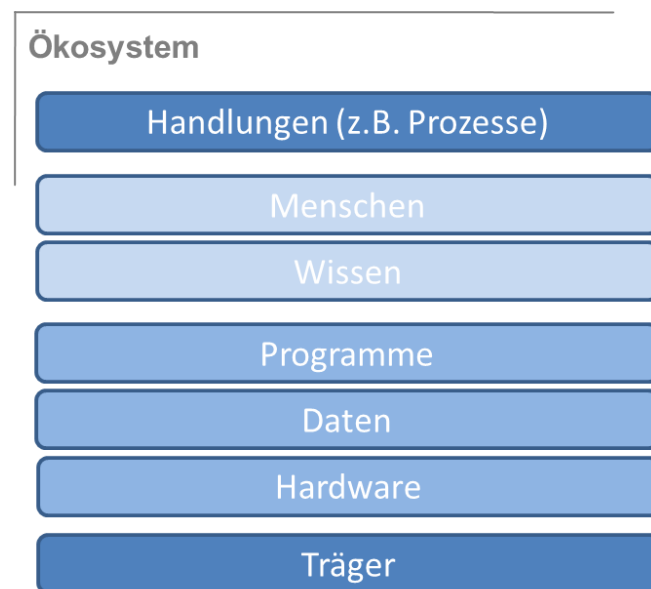 Ökosystem
Handlungen (z.B. Prozesse)
Menschen
Wissen
Programme
Daten
Hardware
Träger